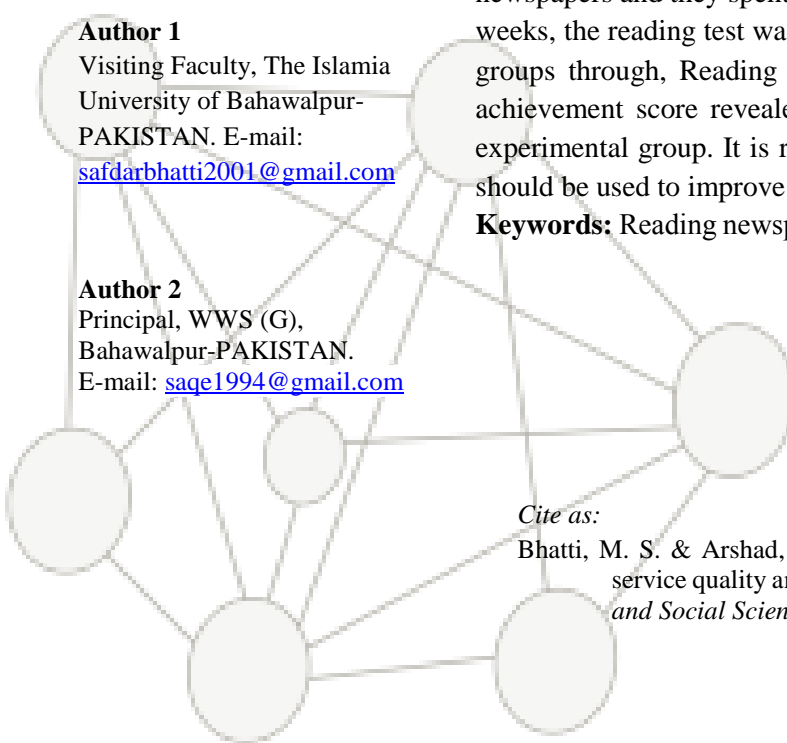 newspapers and they spent
Author 1
Visiting Faculty, The Islamia
University of Bahawalpur-
PAKISTAN. E-mail:
safdarbhatti2001@gmail.com
Author 2
Principal, WWS (G),
Bahawalpur-PAKISTAN.
E-mail: saqe1994@gmail.com
weeks, the reading test wa
groups through, Reading
achievement score reveale
experimental group. It is r
should be used to improve
Keywords: Reading newsp
Cite as:
Bhatti, M. S. & Arshad,
service quality a
and Social Scien